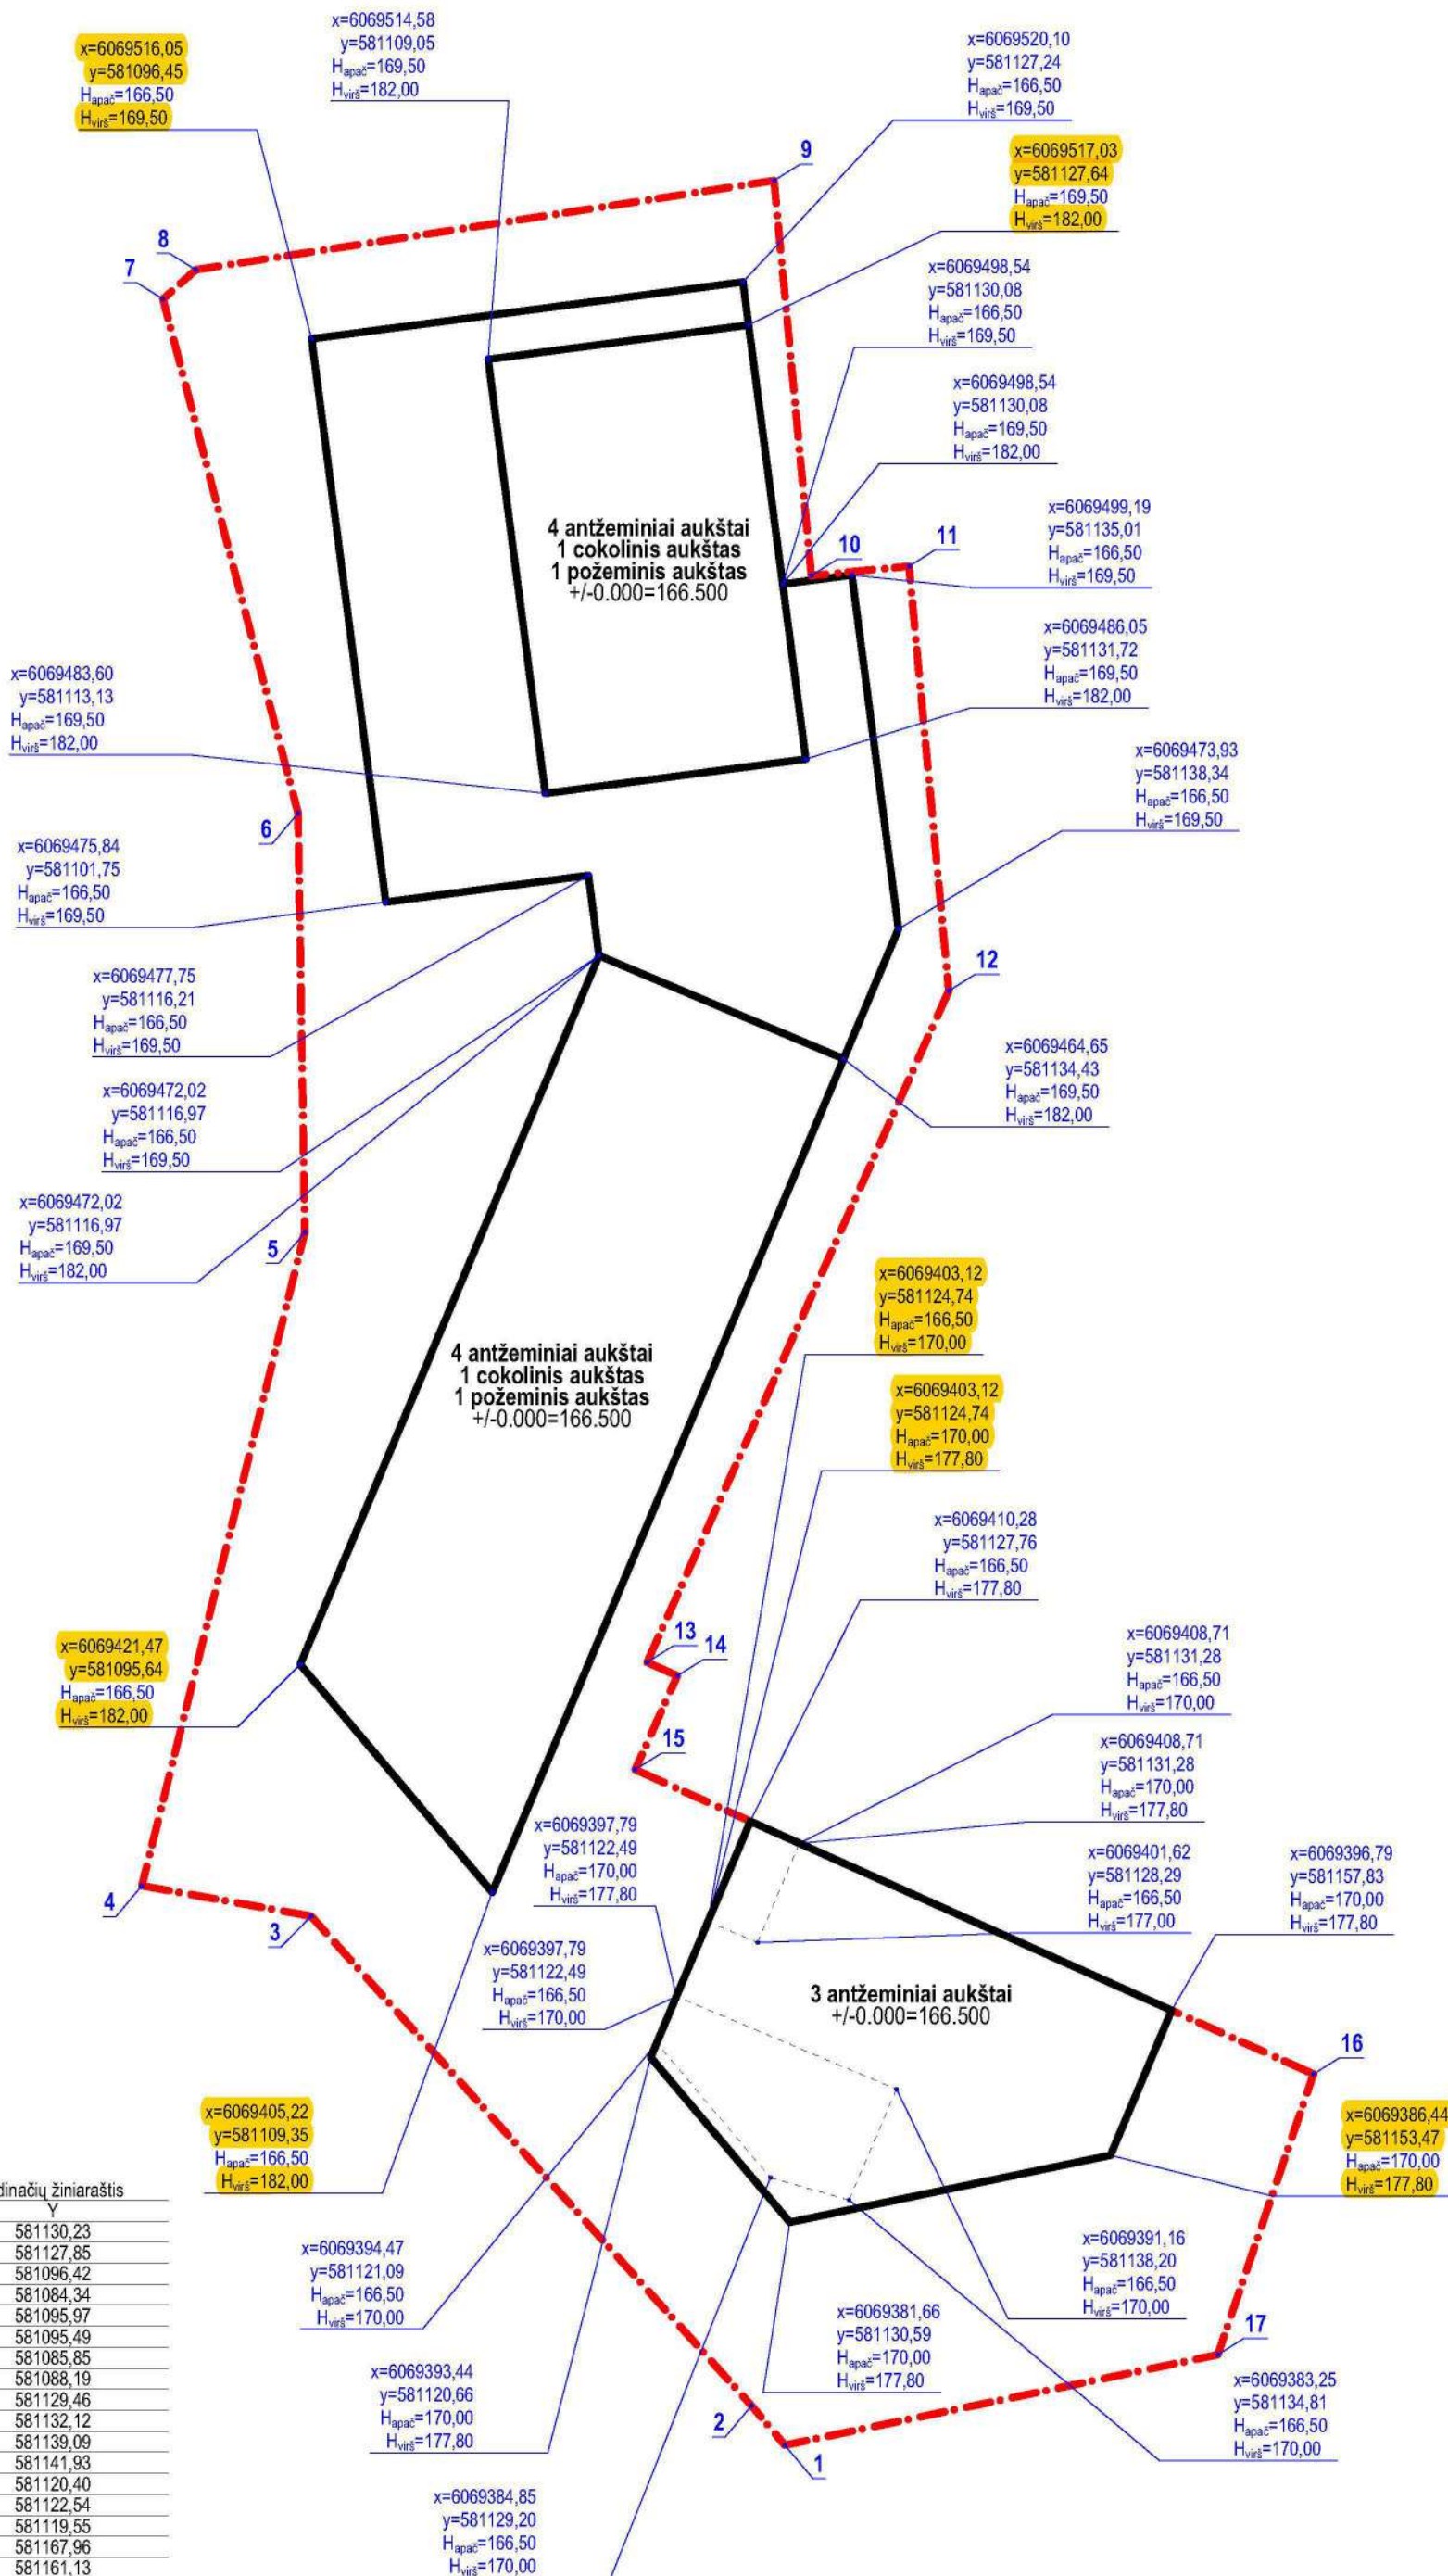 x=6069514,58
y=581109,05
Hapač=169,50
Hvirš=182,00
x=6069516,05
y=581096,45
Hapač=166,50
Hvirš=169,50
x=6069520,10
y=581127,24
Hapač=166,50
Hvirš=169,50
9
x=6069517,03
y=581127,64
Hapač=169,50
Hvirš=182,00
8
7
x=6069498,54
y=581130,08
Hapač=166,50
Hvirš=169,50
x=6069498,54
y=581130,08
Hapač=169,50
Hvirš=182,00
4 antžeminiai aukštai
1 cokolinis aukštas
1 požeminis aukštas
+/-0.000=166.500
10
11
x=6069499,19
y=581135,01
Hapač=166,50
Hvirš=169,50
x=6069486,05
y=581131,72
Hapač=169,50
Hvirš=182,00
x=6069483,60
y=581113,13
Hapač=169,50
Hvirš=182,00
x=6069473,93
y=581138,34
Hapač=166,50
Hvirš=169,50
6
x=6069475,84
y=581101,75
Hapač=166,50
Hvirš=169,50
12
x=6069477,75
y=581116,21
Hapač=166,50
Hvirš=169,50
x=6069464,65
y=581134,43
Hapač=169,50
Hvirš=182,00
x=6069472,02
y=581116,97
Hapač=166,50
Hvirš=169,50
x=6069472,02
y=581116,97
Hapač=169,50
Hvirš=182,00
5
x=6069403,12
y=581124,74
Hapač=166,50
Hvirš=170,00
4 antžeminiai aukštai
1 cokolinis aukštas
1 požeminis aukštas
+/-0.000=166.500
x=6069403,12
y=581124,74
Hapač=170,00
Hvirš=177,80
x=6069410,28
y=581127,76
Hapač=166,50
Hvirš=177,80
13
14
x=6069421,47
y=581095,64
Hapač=166,50
Hvirš=182,00
x=6069408,71
y=581131,28
Hapač=166,50
Hvirš=170,00
15
x=6069408,71
y=581131,28
Hapač=170,00
Hvirš=177,80
x=6069397,79
y=581122,49
Hapač=170,00
Hvirš=177,80
x=6069401,62
y=581128,29
Hapač=166,50
Hvirš=177,00
x=6069396,79
y=581157,83
Hapač=170,00
Hvirš=177,80
4
3
x=6069397,79
y=581122,49
Hapač=166,50
Hvirš=170,00
3 antžeminiai aukštai
+/-0.000=166.500
16
x=6069405,22
y=581109,35
Hapač=166,50
Hvirš=182,00
x=6069386,44
y=581153,47
Hapač=170,00
Hvirš=177,80
x=6069394,47
y=581121,09
Hapač=166,50
Hvirš=170,00
x=6069391,16
y=581138,20
Hapač=166,50
Hvirš=170,00
x=6069381,66
y=581130,59
Hapač=170,00
Hvirš=177,80
17
x=6069393,44
y=581120,66
Hapač=170,00
Hvirš=177,80
x=6069383,25
y=581134,81
Hapač=166,50
Hvirš=170,00
2
1
x=6069384,85
y=581129,20
Hapač=166,50
Hvirš=170,00
dinačių žiniaraštis
Y
581130,23
581127,85
581096,42
581084,34
581095,97
581095,49
581085,85
581088,19
581129,46
581132,12
581139,09
581141,93
581120,40
581122,54
581119,55
581167,96
581161,13